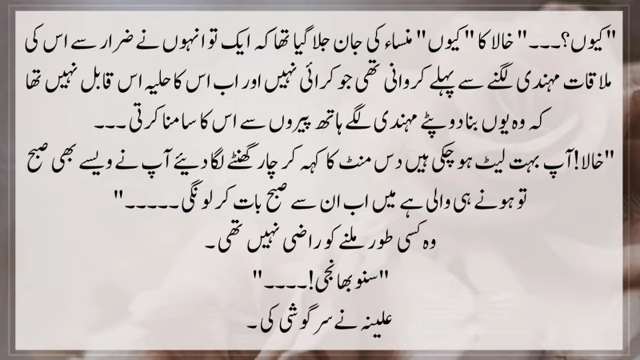 "کیوں؟۔۔۔" خالا کا "کیوں" منساء کی جان جلا گیا تھا کہ ایک تو انہوں نے ضرار سے اس کی
ملاقات مہندی لگنے سے پہلے کروانی تھی جو کرائی نہیں اور اب اس کا حلیہ اس قابل نہیں تھا
کہ وہ یوں بنا دوپٹے مہندی لگے ہاتھ پیروں سے اس کا سامنا کرتی۔۔۔
"خالا! آپ بہت لیٹ ہو چکی ہیں دس منٹ کا کہہ کر چار گھنٹے لگا دیئے آپ نے ویسے بھی صبح
تو ہونے ہی والی ہے میں اب ان سے صبح بات کر لونگی۔۔۔۔۔"
وہ کسی طور ملنے کو راضی نہیں تھی۔
"سنو بھانجی!۔۔۔۔"
علینہ نے سرگوشی کی۔